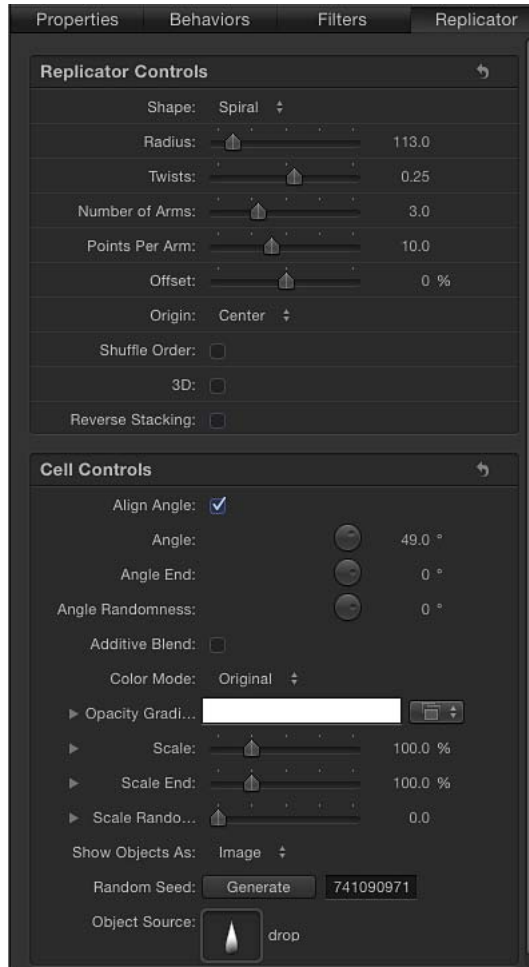 Properties Behaviors Filters Replicator
Replicator Controls
Shape: Spiral
Radius: 113.0
Twists: 0.25
Number of Arms: 3.0
Points Per Arm: 10.0
Offset: 0 %
Origin: Center
Shuffle Order:
3D:
Reverse Stacking:
Cell Controls
Align Angle:
Angle: 49.0 °
Angle End: 0 °
Angle Randomness: 0 °
Additive Blend:
Color Mode: Original
Opacity Gradi...
Scale: 100.0 %
Scale End: 100.0 %
Scale Rando... 0.0
Show Objects As: Image
Random Seed: Generate 741090971
Object Source: drop